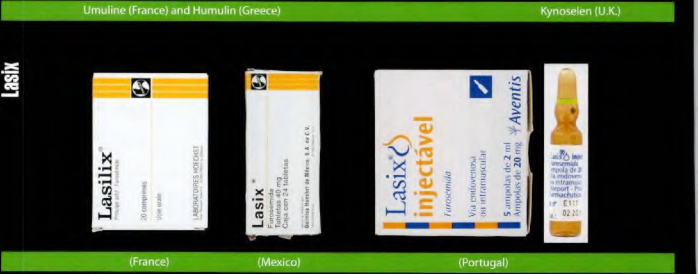 Umuline (France) and Humulin (Greece)
Kynoselen (U.K.)
Lasix
Lasilix®
20 comprimés
Voie orale
LABORATOIRES HOECHST
Lasix ®
Furosemida
Tabletas 40 mg
Caja con 24 tabletas
Lasix®
injectável
Furosemida
Via endovenosa
ou intramuscular
5 ampolas de 2 ml
Ampolas de 20 mg
Aventis
(France)
(Mexico)
(Portugal)